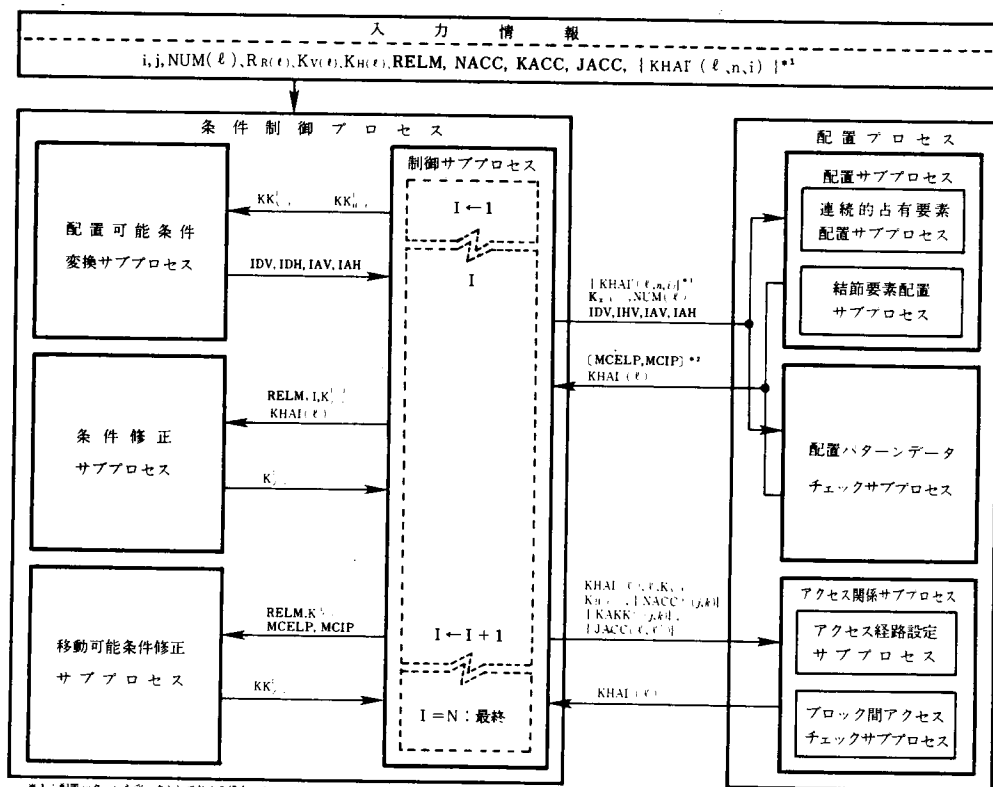 入力情報
i, j, NUM(ℓ), RR(ℓ), KV(ℓ), KH(ℓ), RELM, NACC, KACC, JACC, { KHAI (ℓ,n,i) }*1
条件制御プロセス
配置可能条件
変換サブプロセス
IDV, IDH, IAV, IAH
条件修正
サブプロセス
RELM, I, K
KHAI(ℓ)
移動可能条件修正
サブプロセス
RELM, K
MCELP, MCIP
制御サブプロセス
I←1
I
I←I+1
I=N:最終
{ KHAI (ℓ,n,i) }*1
NUM(ℓ)
IDV, IHV, IAV, IAH
{MCELP, MCIP}*2
KHAI (ℓ)
KHAI
KHAI (ℓ)
配置プロセス
配置サブプロセス
連続的占有要素
配置サブプロセス
結節要素配置
サブプロセス
配置パターンデータ
チェックサブプロセス
アクセス関係サブプロセス
アクセス経路設定
サブプロセス
ブロック間アクセス
チェックサブプロセス